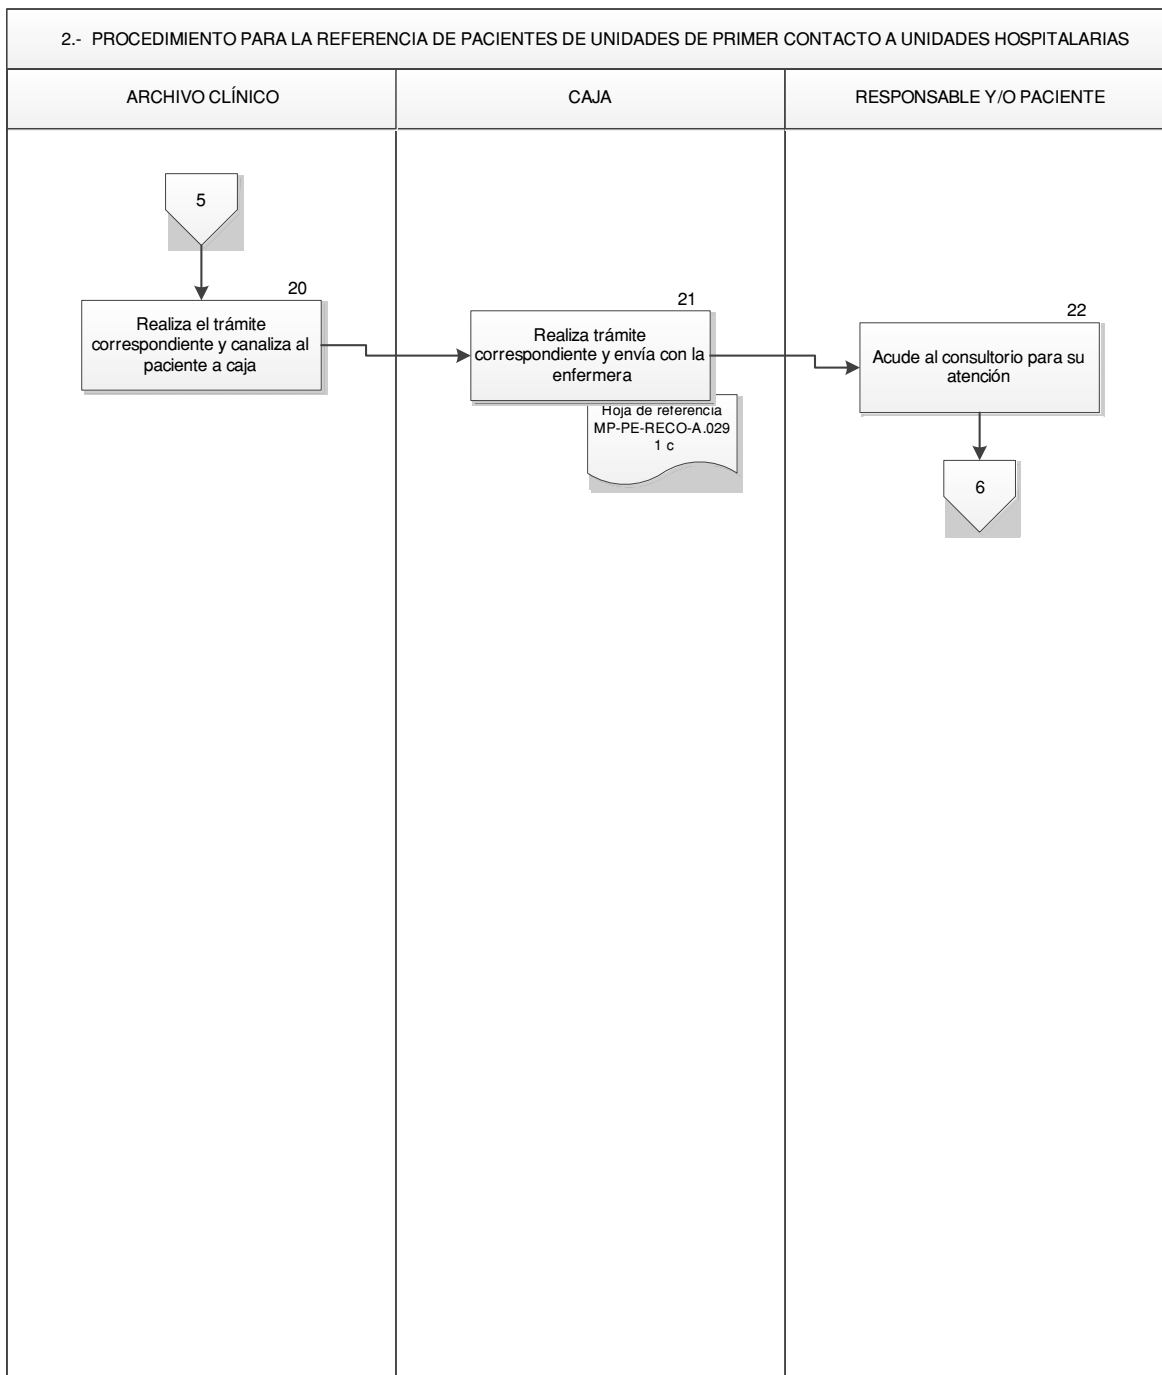 2.- PROCEDIMIENTO PARA LA REFERENCIA DE PACIENTES DE UNIDADES DE PRIMER CONTACTO A UNIDADES HOSPITALARIAS
ARCHIVO CLÍNICO
CAJA
RESPONSABLE Y/O PACIENTE
5
20
Realiza el trámite
correspondiente y canaliza al
paciente a caja
21
Realiza trámite
correspondiente y envía con la
enfermera
Hoja de referencia
MP-PE-RECO-A.029
1 c
22
Acude al consultorio para su
atención
6